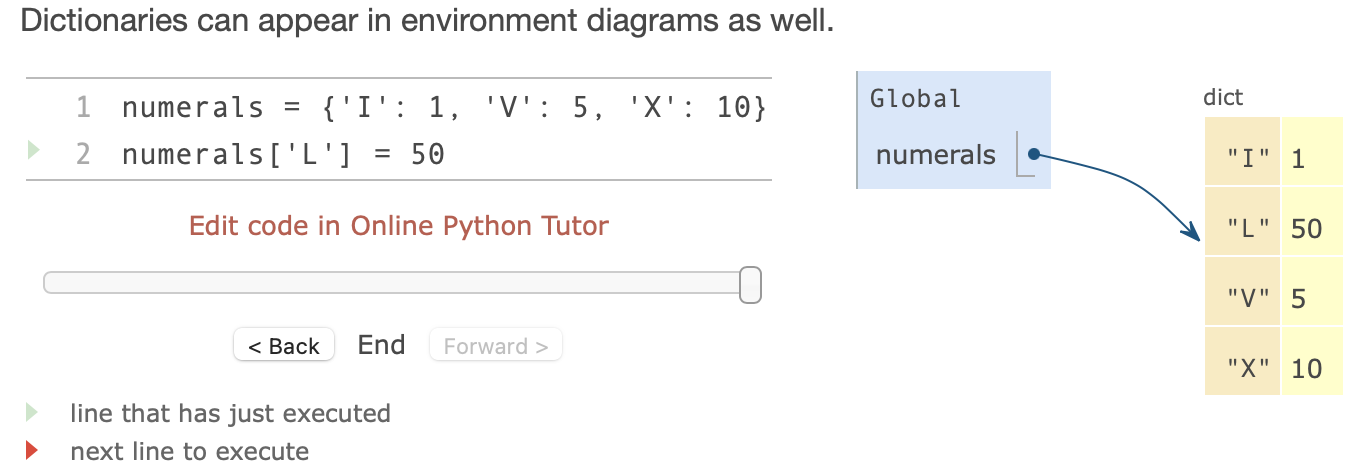 Dictionaries can appear in environment diagrams as well.
1 numerals = {'I': 1, 'V': 5, 'X': 10}
2 numerals['L'] = 50
Edit code in Online Python Tutor
< Back End Forward >
line that has just executed
next line to execute
Global
numerals
dict
"I" 1
"L" 50
"V" 5
"X" 10